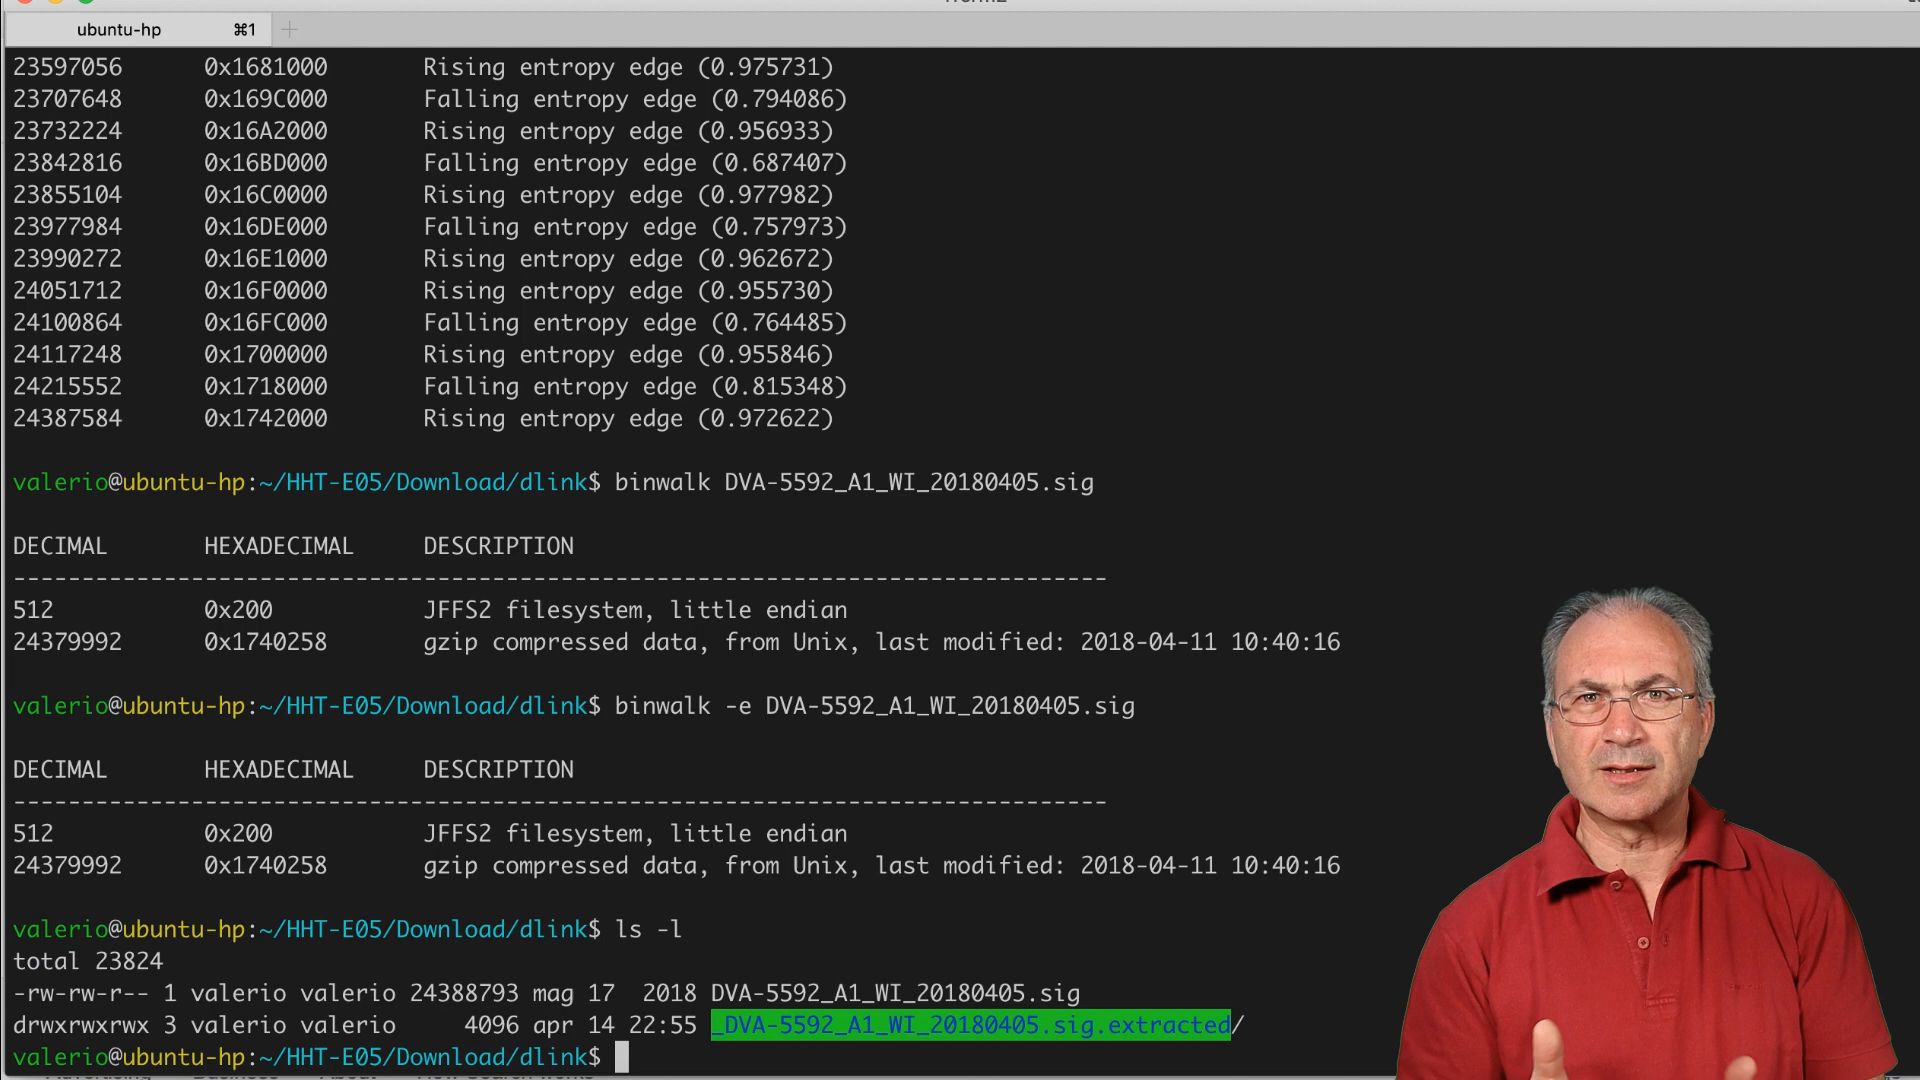 ubuntu-hp ⌘1
23597056 0x1681000 Rising entropy edge (0.975731)
23707648 0x169C000 Falling entropy edge (0.794086)
23732224 0x16A2000 Rising entropy edge (0.956933)
23842816 0x16BD000 Falling entropy edge (0.687407)
23855104 0x16C0000 Rising entropy edge (0.977982)
23977984 0x16DE000 Falling entropy edge (0.757973)
23990272 0x16E1000 Rising entropy edge (0.962672)
24051712 0x16F0000 Rising entropy edge (0.955730)
24100864 0x16FC000 Falling entropy edge (0.764485)
24117248 0x1700000 Rising entropy edge (0.955846)
24215552 0x1718000 Falling entropy edge (0.815348)
24387584 0x1742000 Rising entropy edge (0.972622)
valerio@ubuntu-hp:~/HHT-E05/Download/dlink$ binwalk DVA-5592_A1_WI_20180405.sig
DECIMAL HEXADECIMAL DESCRIPTION
--------------------------------------------------------------------------------
512 0x200 JFFS2 filesystem, little endian
24379992 0x1740258 gzip compressed data, from Unix, last modified: 2018-04-11 10:40:16
valerio@ubuntu-hp:~/HHT-E05/Download/dlink$ binwalk -e DVA-5592_A1_WI_20180405.sig
DECIMAL HEXADECIMAL DESCRIPTION
--------------------------------------------------------------------------------
512 0x200 JFFS2 filesystem, little endian
24379992 0x1740258 gzip compressed data, from Unix, last modified: 2018-04-11 10:40:16
valerio@ubuntu-hp:~/HHT-E05/Download/dlink$ ls -l
total 23824
-rw-rw-r-- 1 valerio valerio 24388793 mag 17 2018 DVA-5592_A1_WI_20180405.sig
drwxrwxrwx 3 valerio valerio 4096 apr 14 22:55 _DVA-5592_A1_WI_20180405.sig.extracted/
valerio@ubuntu-hp:~/HHT-E05/Download/dlink$